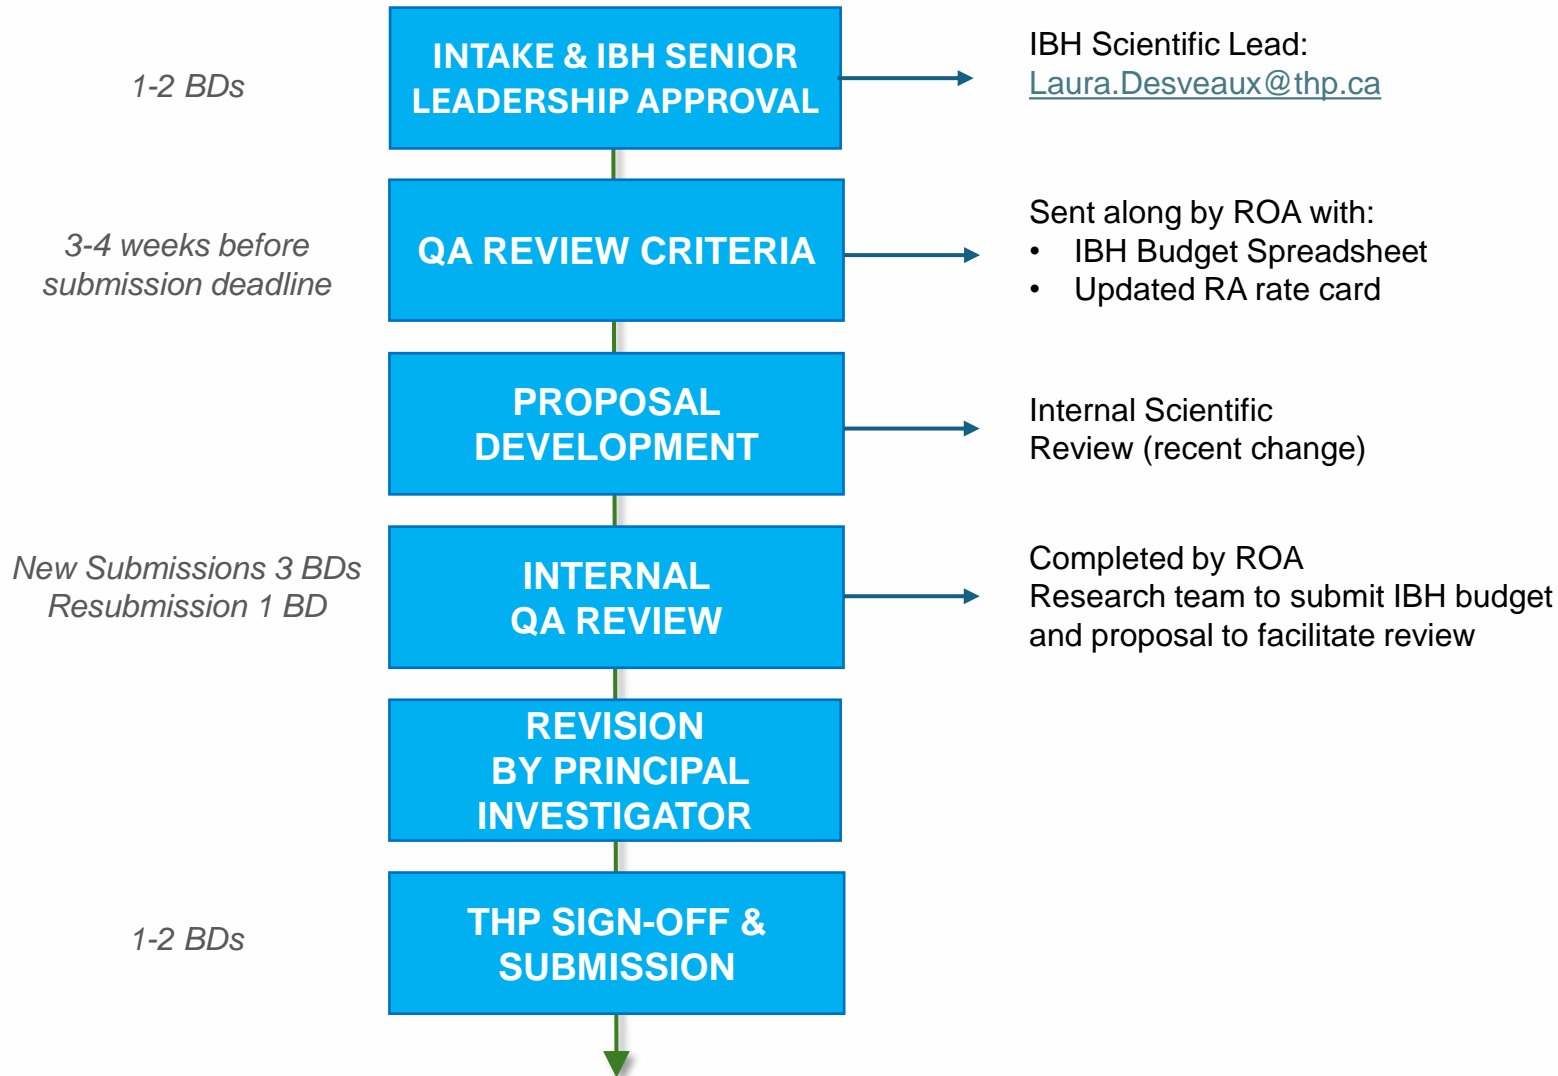 1-2 BDs
INTAKE & IBH SENIOR
LEADERSHIP APPROVAL
IBH Scientific Lead:
Laura.Desveaux@thp.ca
3-4 weeks before
submission deadline
QA REVIEW CRITERIA
Sent along by ROA with:
• IBH Budget Spreadsheet
• Updated RA rate card
PROPOSAL
DEVELOPMENT
Internal Scientific
Review (recent change)
New Submissions 3 BDs
Resubmission 1 BD
INTERNAL
QA REVIEW
Completed by ROA
Research team to submit IBH budget
and proposal to facilitate review
REVISION
BY PRINCIPAL
INVESTIGATOR
1-2 BDs
THP SIGN-OFF &
SUBMISSION